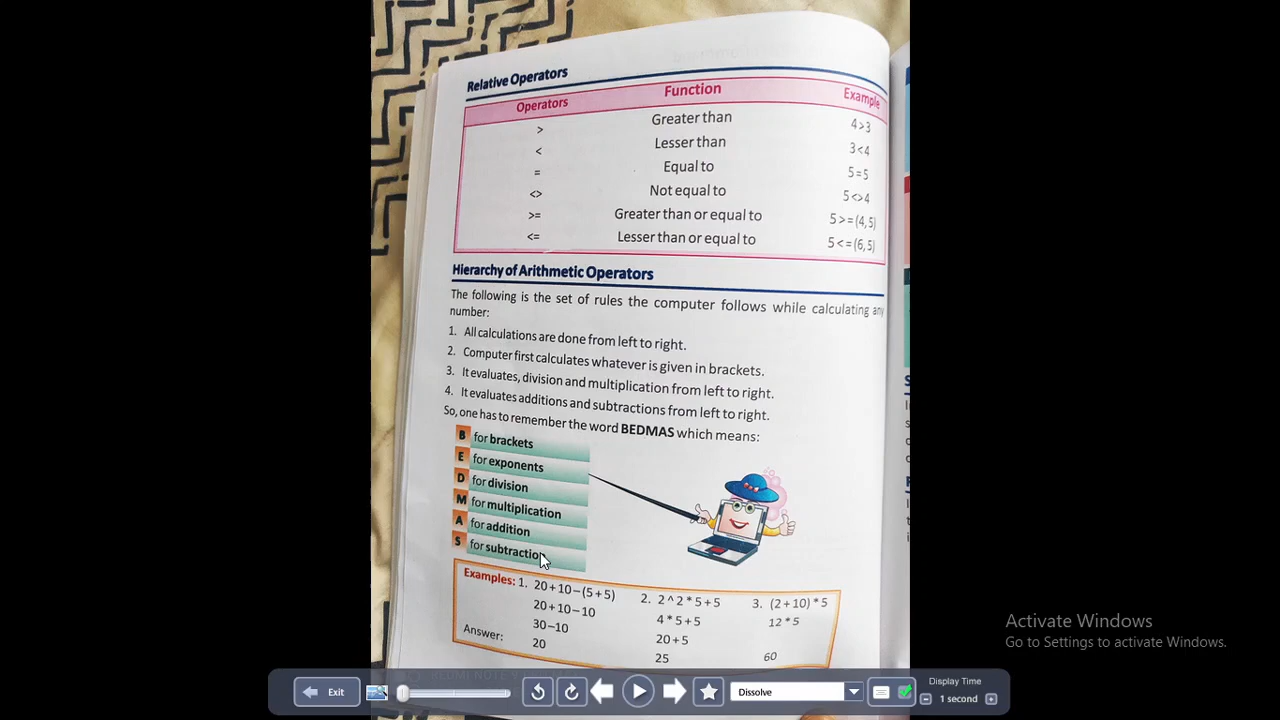 Relative Operators
Operators Function Example
> Greater than 4>3
< Lesser than 3<4
= Equal to 5=5
<> Not equal to 5<>4
>= Greater than or equal to 5>=(4,5)
<= Lesser than or equal to 5<=(6,5)
Hierarchy of Arithmetic Operators
The following is the set of rules the computer follows while calculating any
number:
1. All calculations are done from left to right.
2. Computer first calculates whatever is given in brackets.
3. It evaluates, division and multiplication from left to right.
4. It evaluates additions and subtractions from left to right.
So, one has to remember the word BEDMAS which means:
B for brackets
E for exponents
D for division
M for multiplication
A for addition
S for subtraction
Examples: 1. 20+10–(5+5) 2. 2^2*5+5 3. (2+10)*5
20+10–10 4*5+5 12*5
30–10 20+5
Answer: 20 25 60
Activate Windows
Go to Settings to activate Windows.
Exit
Dissolve
Display Time
1 second